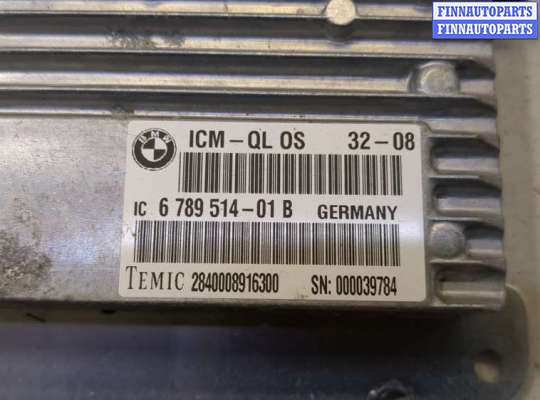 FINNAUTOPARTS
FINNAUTOPARTS
BMW
ICM-QL OS 32-08
IC 6 789 514-01 B GERMANY
TEMIC 2840008916300 SN: 000039784